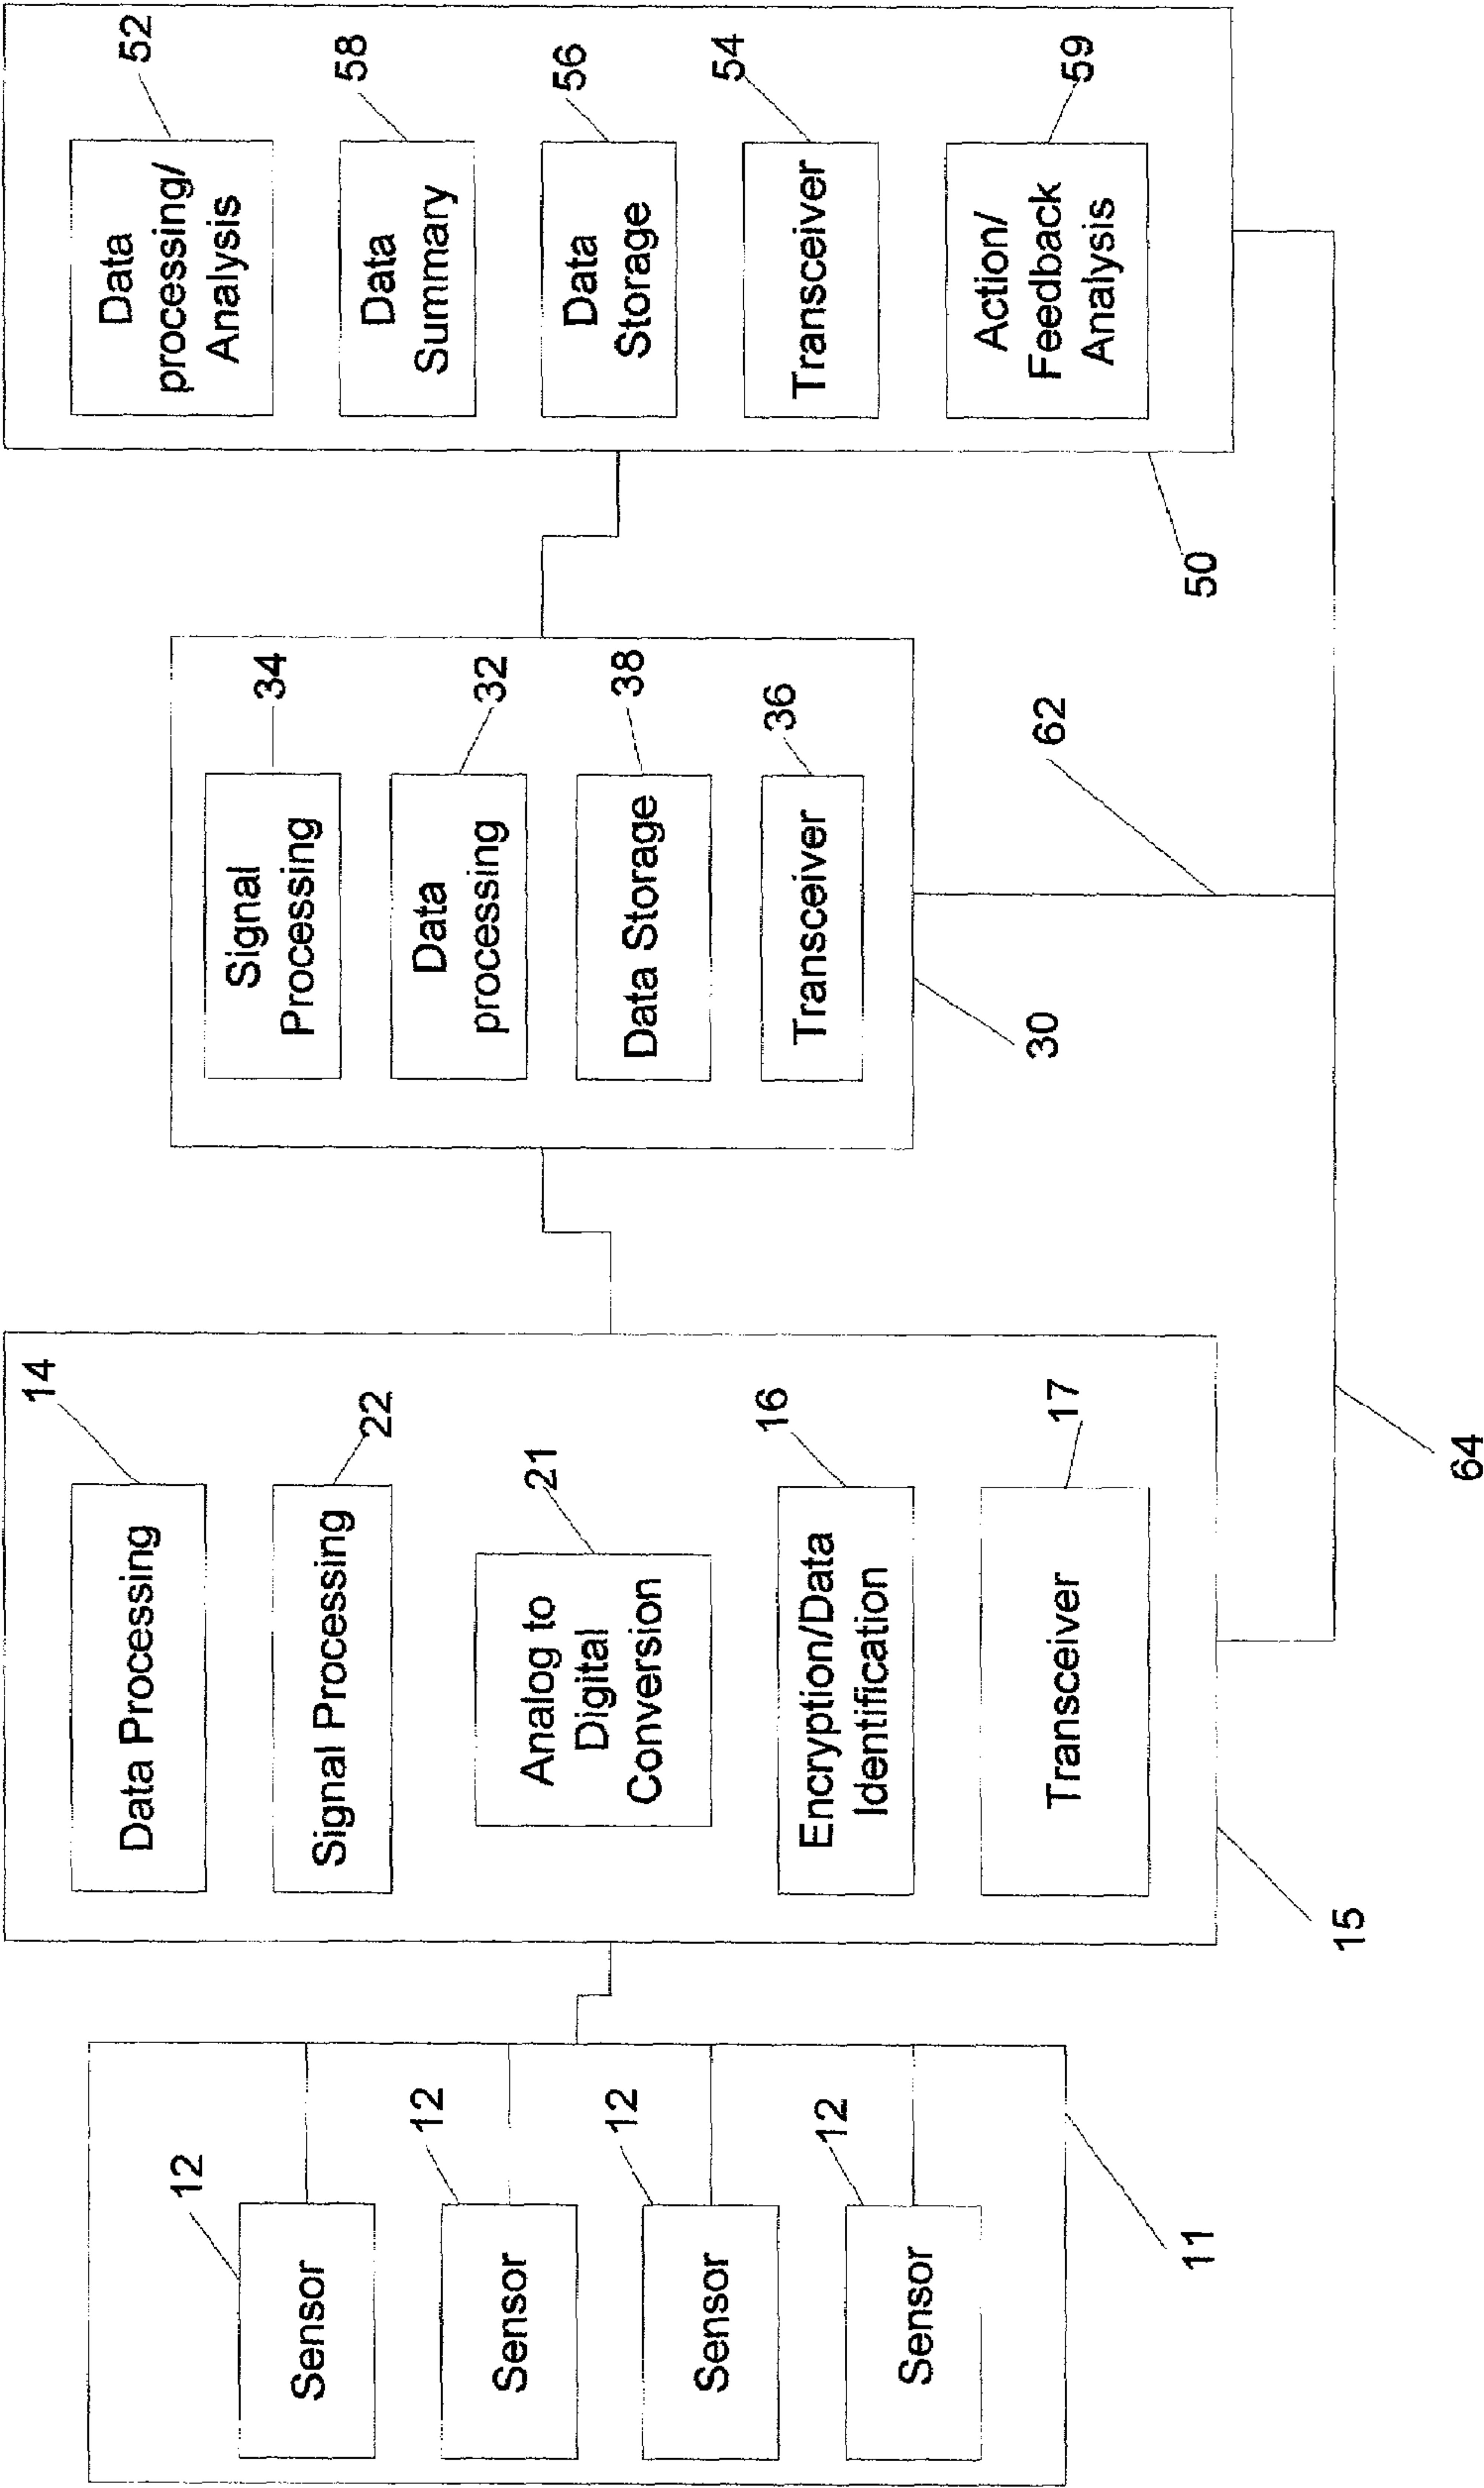 12
Sensor
12
Sensor
12
Sensor
12
Sensor
11
14
Data Processing
22
Signal Processing
21
Analog to
Digital
Conversion
16
Encryption/Data
Identification
17
Transceiver
15
34
Signal
Processing
32
Data
processing
38
Data Storage
36
Transceiver
30
62
64
52
Data
processing/
Analysis
58
Data
Summary
56
Data
Storage
54
Transceiver
59
Action/
Feedback
Analysis
50